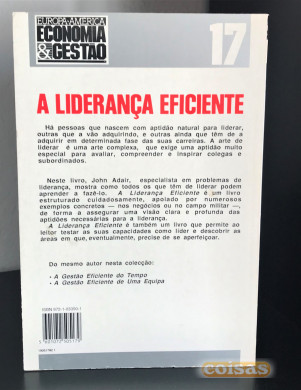 EUROPA-AMÉRICA
ECONOMIA
&GESTÃO
17
A LIDERANÇA EFICIENTE
Há pessoas que nascem com aptidão natural para liderar,
outras que a vão adquirindo, e outras ainda que têm de a
adquirir em determinada fase das suas carreiras. A arte de
liderar é uma arte complexa, que exige uma aptidão muito
especial para avaliar, compreender e inspirar colegas e
subordinados.
Neste livro, John Adair, especialista em problemas de
liderança, mostra como todos os que têm de liderar podem
aprender a fazê-lo. A Liderança Eficiente é um livro
estruturado cuidadosamente, apoiado por numerosos
exemplos concretos — nos negócios ou no campo militar —,
de forma a assegurar uma visão clara e profunda das
aptidões necessárias para a liderança.
A Liderança Eficiente é também um livro que permite ao
leitor testar as suas capacidades como líder e descobrir as
áreas em que, eventualmente, precise de se aperfeiçoar.
Do mesmo autor nesta colecção:
- A Gestão Eficiente do Tempo
- A Gestão Eficiente de Uma Equipa
coisas